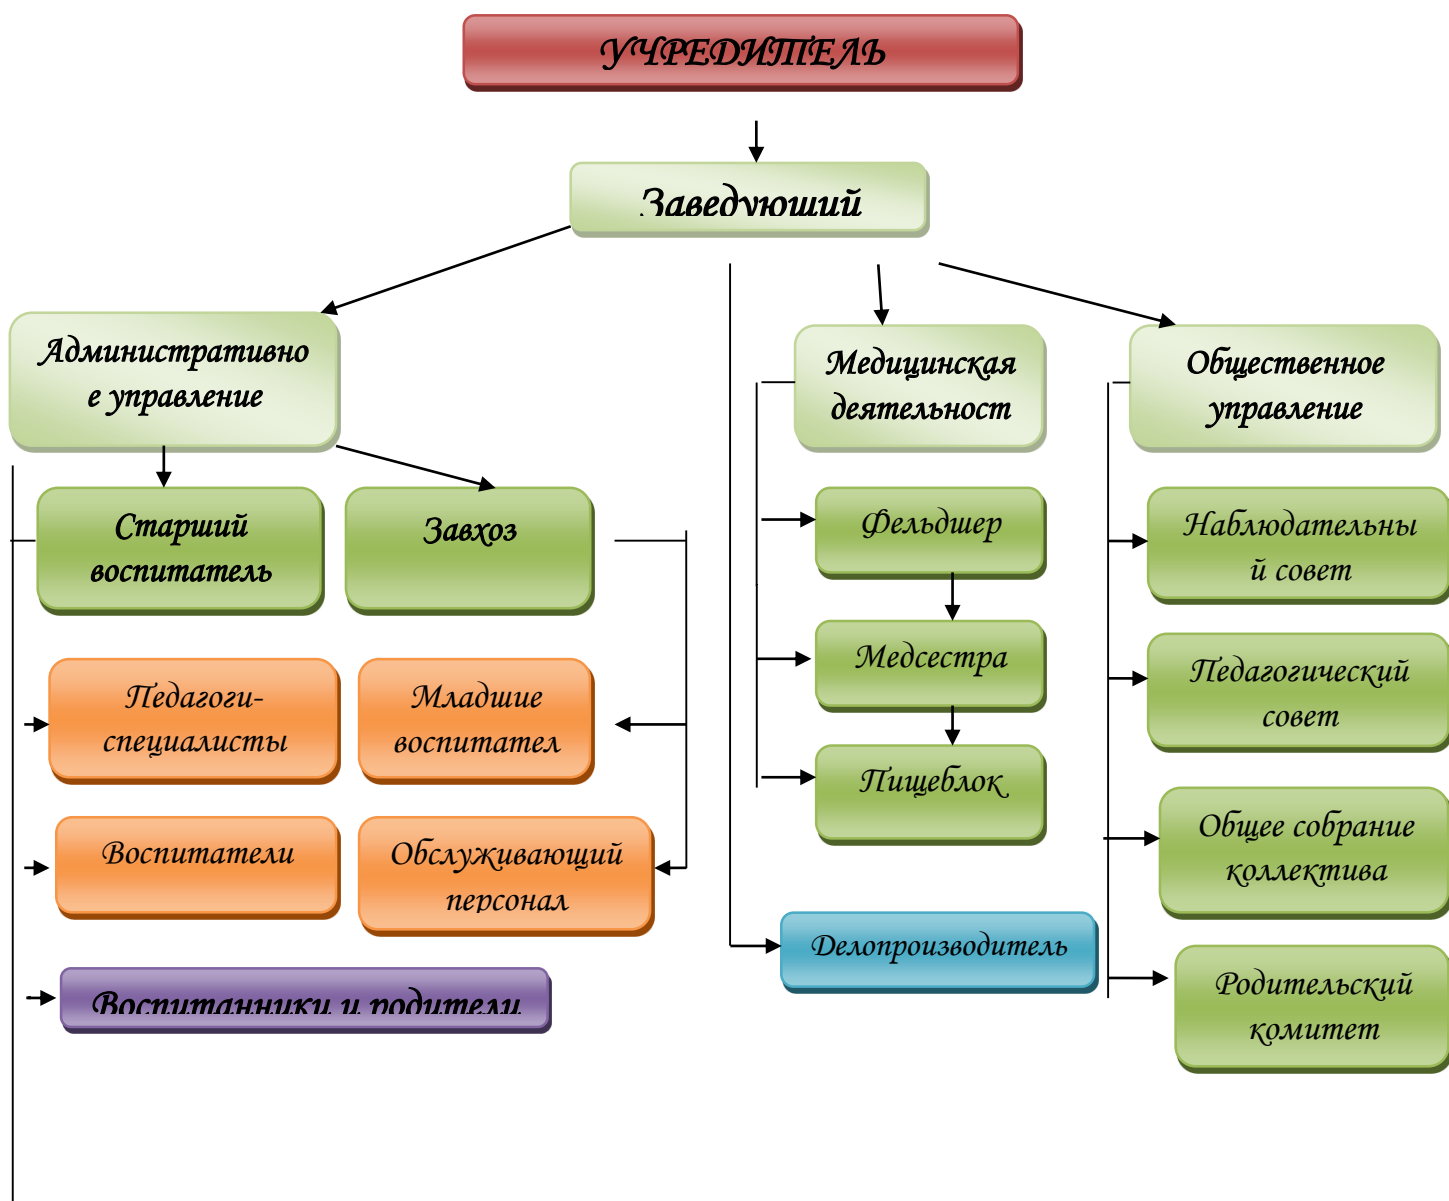 УЧРЕДИТЕЛЬ
Заведующий
Административно
е управление
Медицинская
деятельност
Общественное
управление
Старший
воспитатель
Завхоз
Фельдшер
Наблюдательны
й совет
Медсестра
Педагогический
совет
Педагоги-
специалисты
Младшие
воспитател
Пищеблок
Общее собрание
коллектива
Воспитатели
Обслуживающий
персонал
Делопроизводитель
Родительский
комитет
Воспитанники и родители